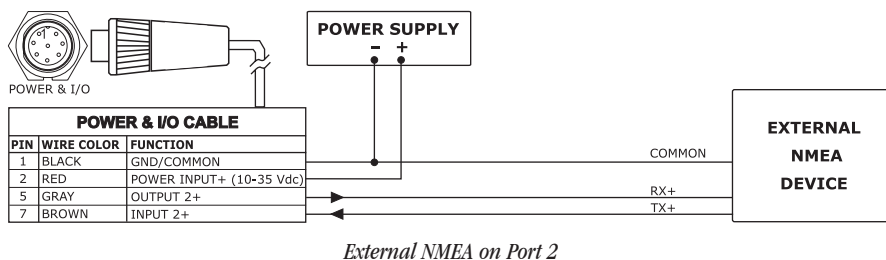 POWER SUPPLY
- +
1
POWER & I/O
POWER & I/O CABLE
PIN WIRE COLOR FUNCTION
1 BLACK GND/COMMON
2 RED POWER INPUT+ (10-35 Vdc)
5 GRAY OUTPUT 2+
7 BROWN INPUT 2+
COMMON
RX+
TX+
EXTERNAL
NMEA
DEVICE
External NMEA on Port 2